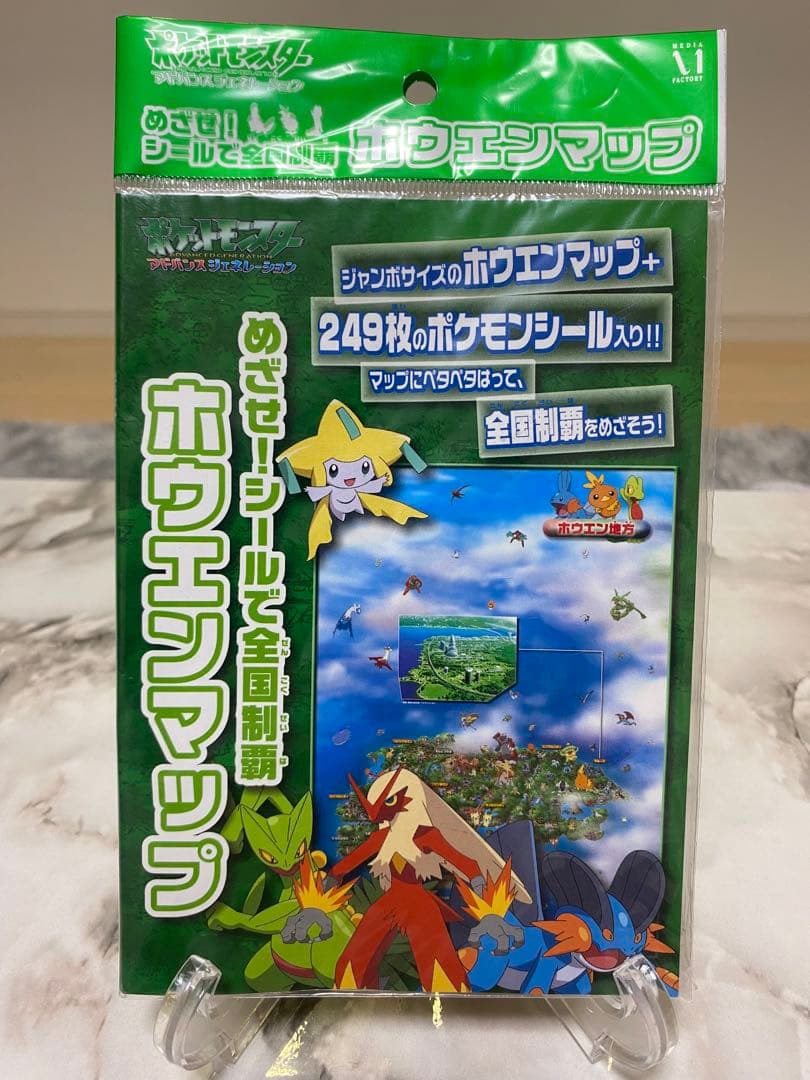 ポケットモンスター
アドバンスジェネレーション
めざせ!
シールで全国制覇
ホウエンマップ
MEDIA
FACTORY
ポケットモンスター
ADVANCED GENERATION
アドバンスジェネレーション
ジャンボサイズのホウエンマップ+
249枚のポケモンシール入り!!
マップにペタペタはって、
全国制覇をめざそう!
めざせ!シールで全国制覇
ホウエンマップ
ホウエン地方